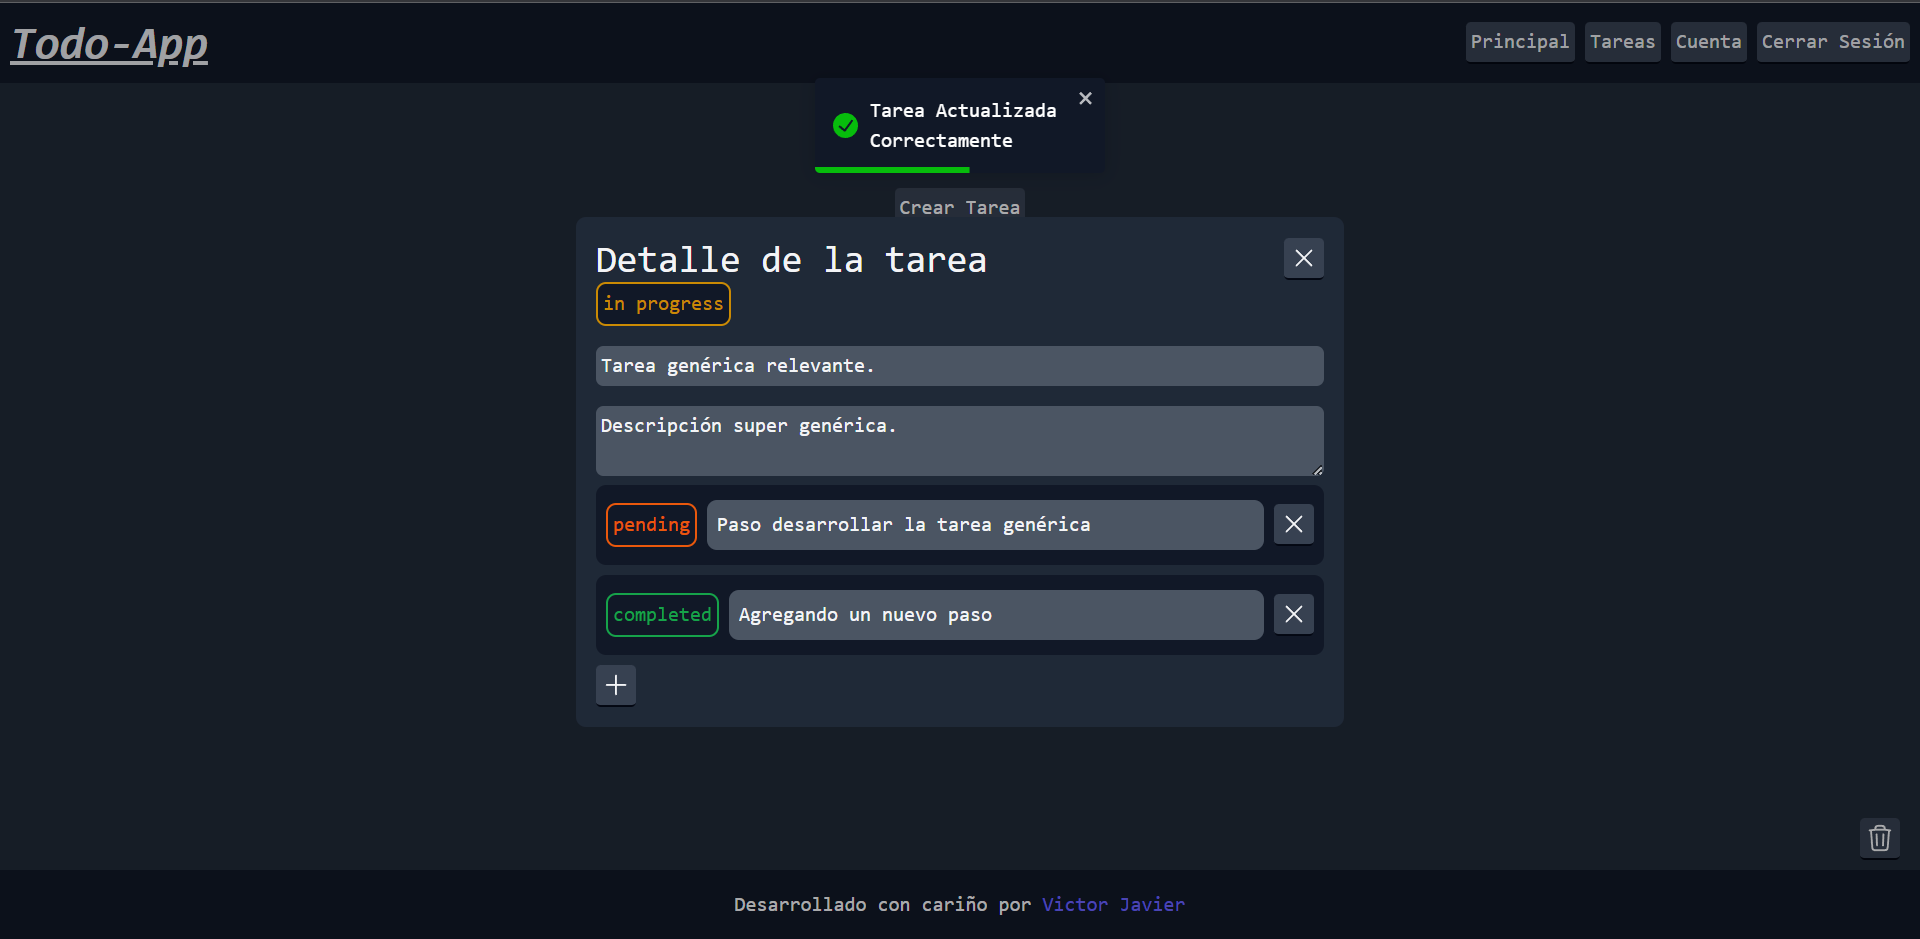 Todo-App
Principal Tareas Cuenta Cerrar Sesión
Tarea Actualizada
Correctamente
Crear Tarea
Detalle de la tarea
in progress
Tarea genérica relevante.
Descripción super genérica.
pending Paso desarrollar la tarea genérica
completed Agregando un nuevo paso
Desarrollado con cariño por Victor Javier